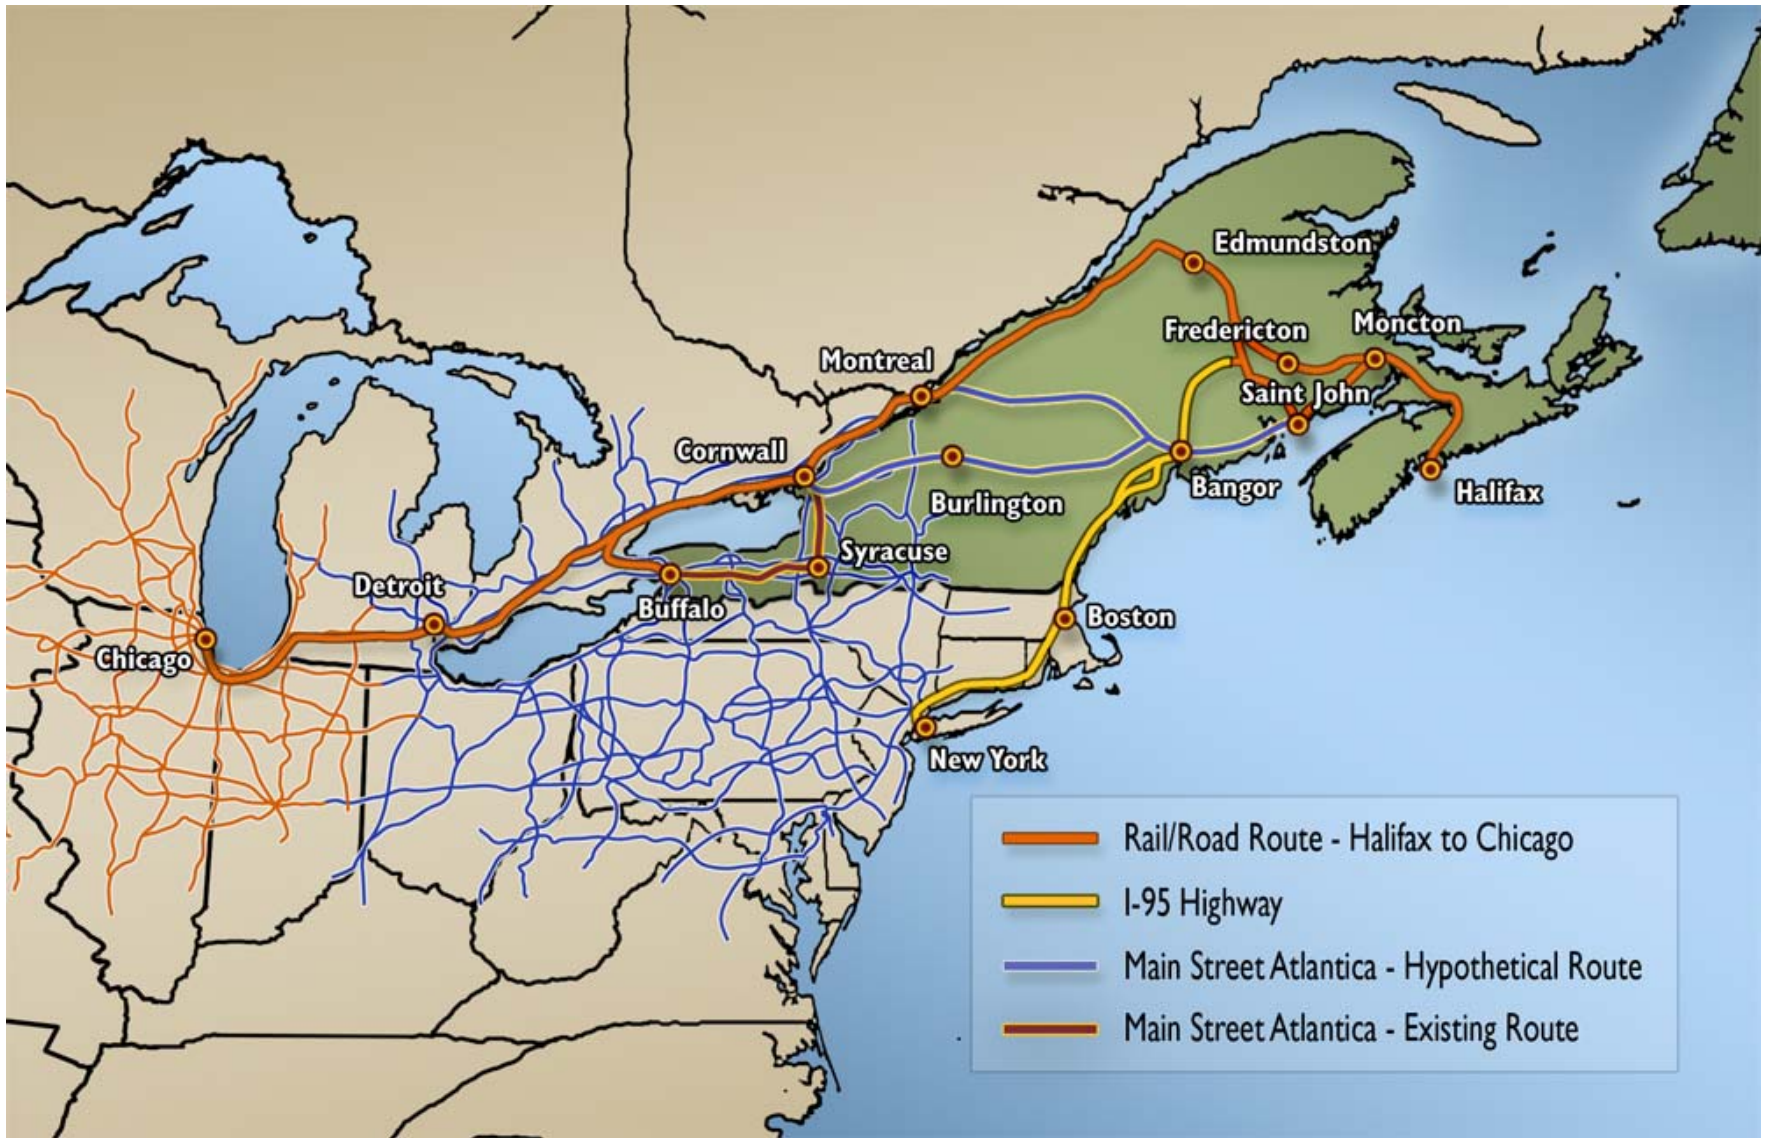 Edmundston
Fredericton
Moncton
Montreal
Saint John
Cornwall
Burlington
Bangor
Halifax
Syracuse
Detroit
Buffalo
Boston
Chicago
New York
Rail/Road Route - Halifax to Chicago
I-95 Highway
Main Street Atlantica - Hypothetical Route
Main Street Atlantica - Existing Route